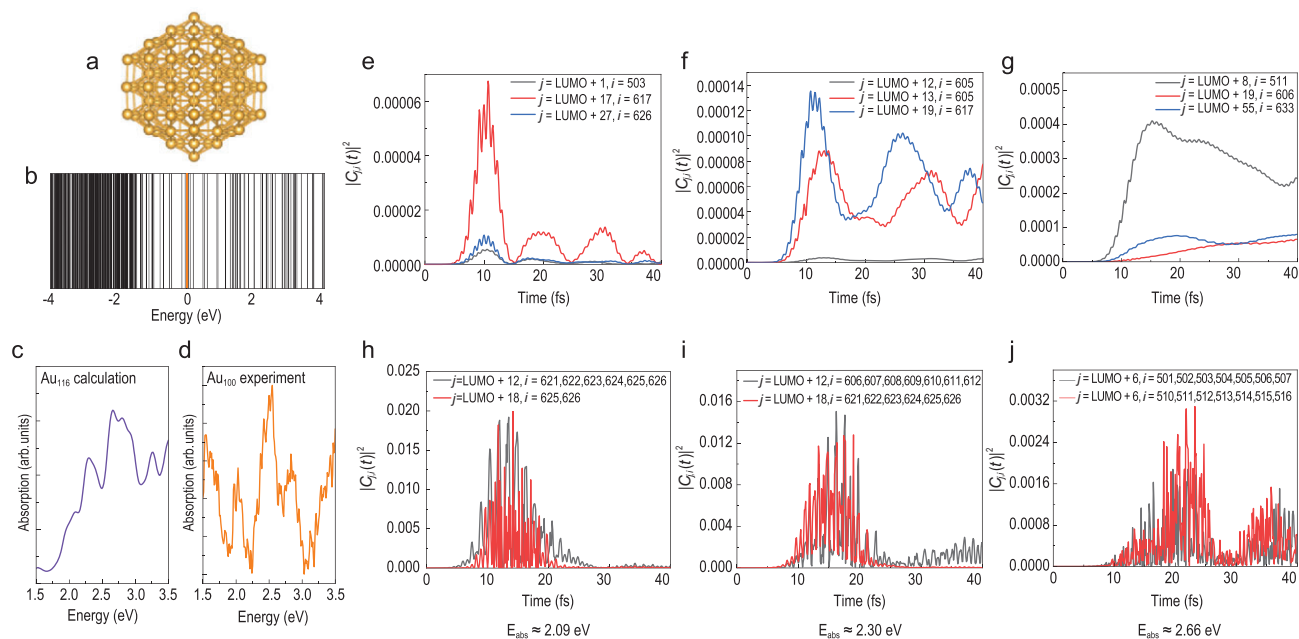 a
b
-4
-2
0
2
4
Energy (eV)
c
Au₁₁₆ calculation
Absorption (arb.units)
1.5
2.0
2.5
3.0
3.5
Energy (eV)
d
Au₁₀₀ experiment
Absorption (arb.units)
1.5
2.0
2.5
3.0
3.5
Energy (eV)
e
j = LUMO + 1, i = 503
j = LUMO + 17, i = 617
j = LUMO + 27, i = 626
|Cⱼ,ᵢ(t)|²
0.00006
0.00004
0.00002
0.00000
0
10
20
30
40
Time (fs)
f
j = LUMO + 12, i = 605
j = LUMO + 13, i = 605
j = LUMO + 19, i = 617
|Cⱼ,ᵢ(t)|²
0.00014
0.00012
0.00010
0.00008
0.00006
0.00004
0.00002
0.00000
0
10
20
30
40
Time (fs)
g
j = LUMO + 8, i = 511
j = LUMO + 19, i = 606
j = LUMO + 55, i = 633
|Cⱼ,ᵢ(t)|²
0.0005
0.0004
0.0003
0.0002
0.0001
0.0000
0
10
20
30
40
Time (fs)
h
j=LUMO + 12, i = 621,622,623,624,625,626
j=LUMO + 18, i = 625,626
|Cⱼ,ᵢ(t)|²
0.025
0.020
0.015
0.010
0.005
0.000
0
10
20
30
40
Time (fs)
E_abs ≈ 2.09 eV
i
j = LUMO + 12, i = 606,607,608,609,610,611,612
j = LUMO + 18, i = 621,622,623,624,625,626
|Cⱼ,ᵢ(t)|²
0.016
0.012
0.008
0.004
0.000
0
10
20
30
40
Time (fs)
E_abs ≈ 2.30 eV
j
j = LUMO + 6, i = 501,502,503,504,505,506,507
j = LUMO + 6, i = 510,511,512,513,514,515,516
|Cⱼ,ᵢ(t)|²
0.0032
0.0024
0.0016
0.0008
0.0000
0
10
20
30
40
Time (fs)
E_abs ≈ 2.66 eV